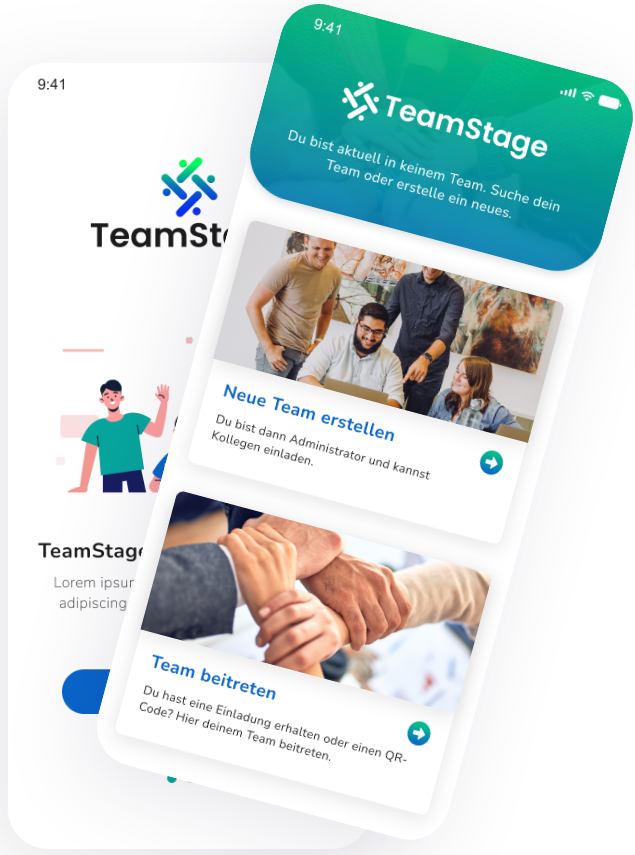 9:41
TeamSt
TeamStage
Lorem ipsu
adipiscing
9:41
TeamStage
Du bist aktuell in keinem Team. Suche dein
Team oder erstelle ein neues.
Neue Team erstellen
Du bist dann Administrator und kannst
Kollegen einladen.
Team beitreten
Du hast eine Einladung erhalten oder einen QR-
Code? Hier deinem Team beitreten.